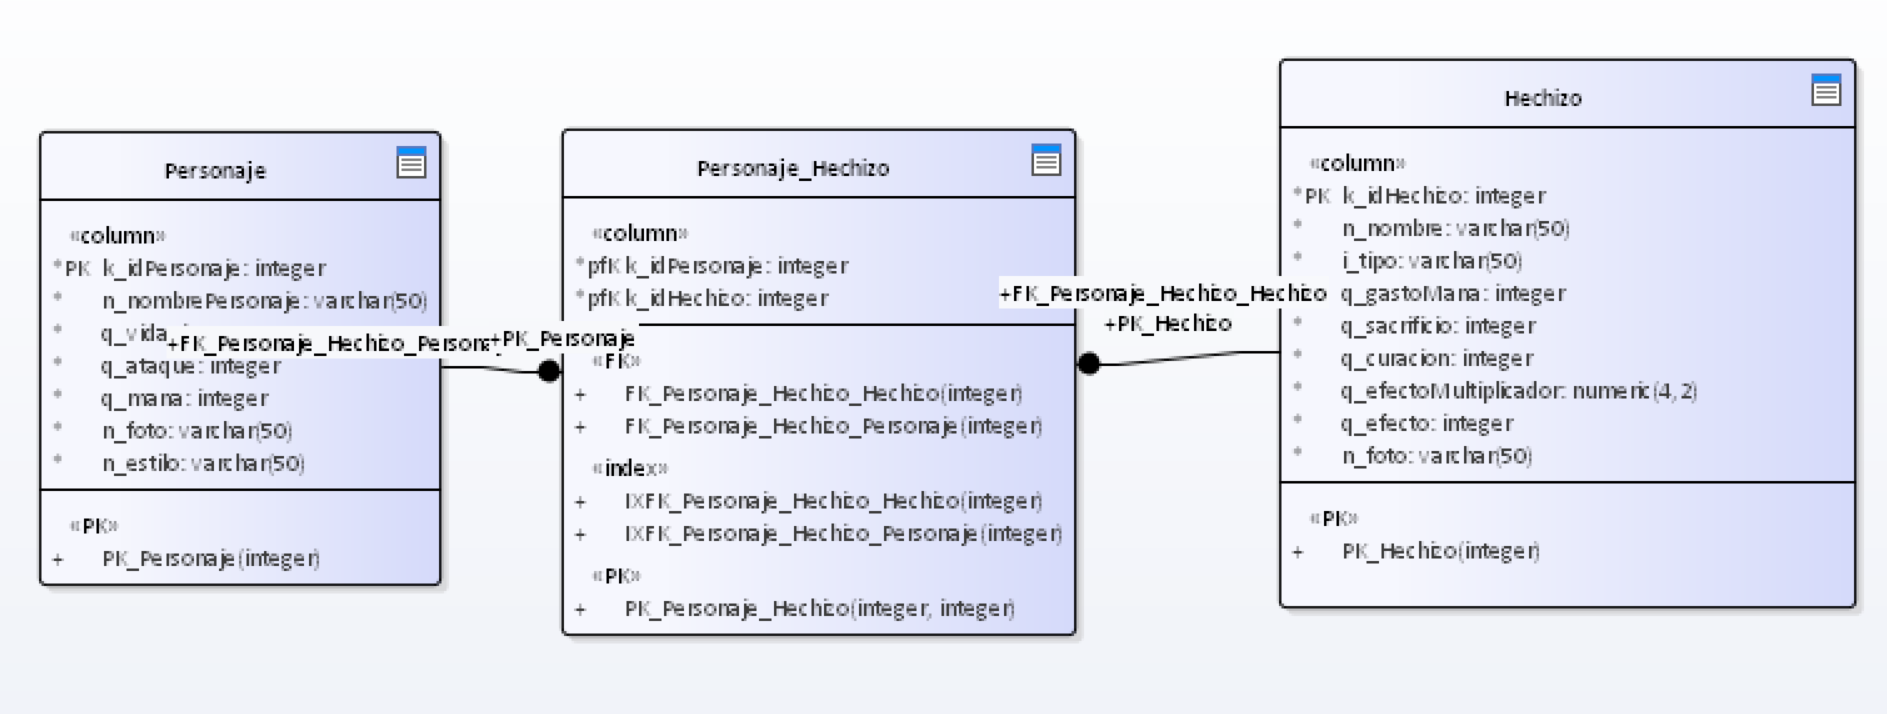 Personaje
«column»
*PK k_idPersonaje: integer
* n_nombrePersonaje: varchar(50)
* q_vida
* q_ataque: integer
* q_mana: integer
* n_foto: varchar(50)
* n_estilo: varchar(50)
«PK»
+ PK_Personaje(integer)
+FK_Personaje_Hechizo_Person
+PK_Personaje
Personaje_Hechizo
«column»
*pfK k_idPersonaje: integer
*pfK k_idHechizo: integer
«FK»
+ FK_Personaje_Hechizo_Hechizo(integer)
+ FK_Personaje_Hechizo_Personaje(integer)
«index»
+ IXFK_Personaje_Hechizo_Hechizo(integer)
+ IXFK_Personaje_Hechizo_Personaje(integer)
«PK»
+ PK_Personaje_Hechizo(integer, integer)
+FK_Personaje_Hechizo_Hechizo
+PK_Hechizo
Hechizo
«column»
*PK k_idHechizo: integer
* n_nombre: varchar(50)
* i_tipo: varchar(50)
q_gastoMana: integer
* q_sacrificio: integer
* q_curacion: integer
* q_efectoMultiplicador: numeric(4,2)
* q_efecto: integer
* n_foto: varchar(50)
«PK»
+ PK_Hechizo(integer)